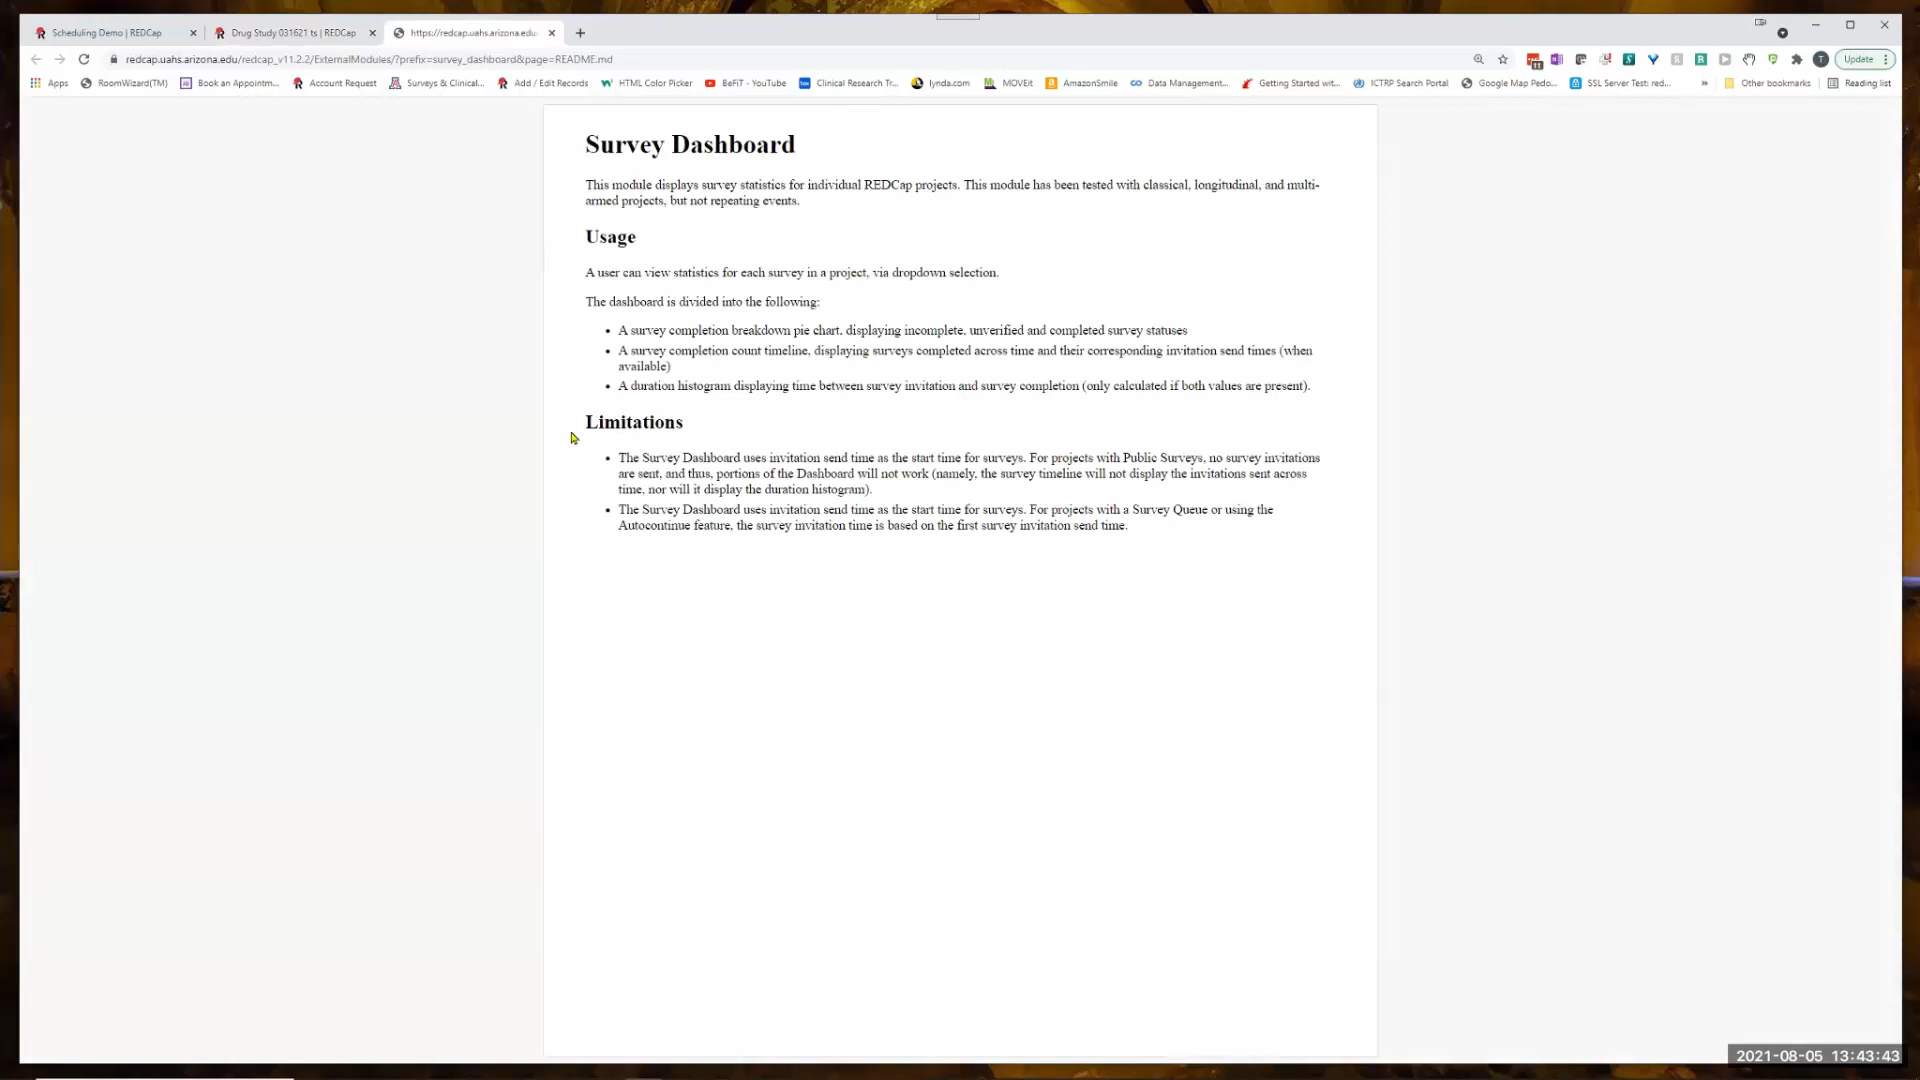 Scheduling Demo | REDCap
Drug Study 031621 ts | REDCap
https://redcap.uahs.arizona.edu
redcap.uahs.arizona.edu/redcap_v11.2.2/ExternalModules/?prefix=survey_dashboard&page=README.md
Update
Apps
RoomWizard(TM)
Book an Appointm...
Account Request
Surveys & Clinical...
Add / Edit Records
HTML Color Picker
BeFiT - YouTube
Clinical Research Tr...
lynda.com
MOVEit
AmazonSmile
Data Management...
Getting Started wit...
ICTRP Search Portal
Google Map Pedo...
SSL Server Test: red...
»
Other bookmarks
Reading list
Survey Dashboard
This module displays survey statistics for individual REDCap projects. This module has been tested with classical, longitudinal, and multi-
armed projects, but not repeating events.
Usage
A user can view statistics for each survey in a project, via dropdown selection.
The dashboard is divided into the following:
• A survey completion breakdown pie chart, displaying incomplete, unverified and completed survey statuses
• A survey completion count timeline, displaying surveys completed across time and their corresponding invitation send times (when
available)
• A duration histogram displaying time between survey invitation and survey completion (only calculated if both values are present).
Limitations
• The Survey Dashboard uses invitation send time as the start time for surveys. For projects with Public Surveys, no survey invitations
are sent, and thus, portions of the Dashboard will not work (namely, the survey timeline will not display the invitations sent across
time, nor will it display the duration histogram).
• The Survey Dashboard uses invitation send time as the start time for surveys. For projects with a Survey Queue or using the
Autocontinue feature, the survey invitation time is based on the first survey invitation send time.
2021-08-05 13:43:43